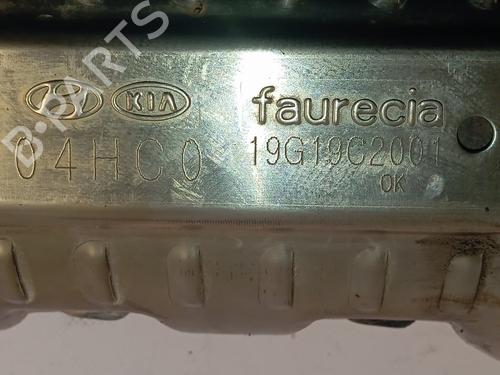 B-PARTS
KIA faurecia
04HC0 19G19C2001
OK